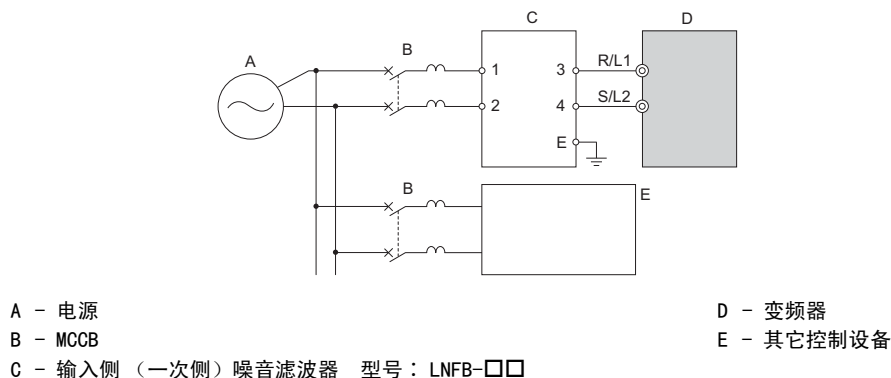 C
D
B
A
1
3
R/L1
2
4
S/L2
E
B
E
A - 电源
B - MCCB
C - 输入侧 （一次侧）噪音滤波器 型号：LNFB-□□
D - 变频器
E - 其它控制设备